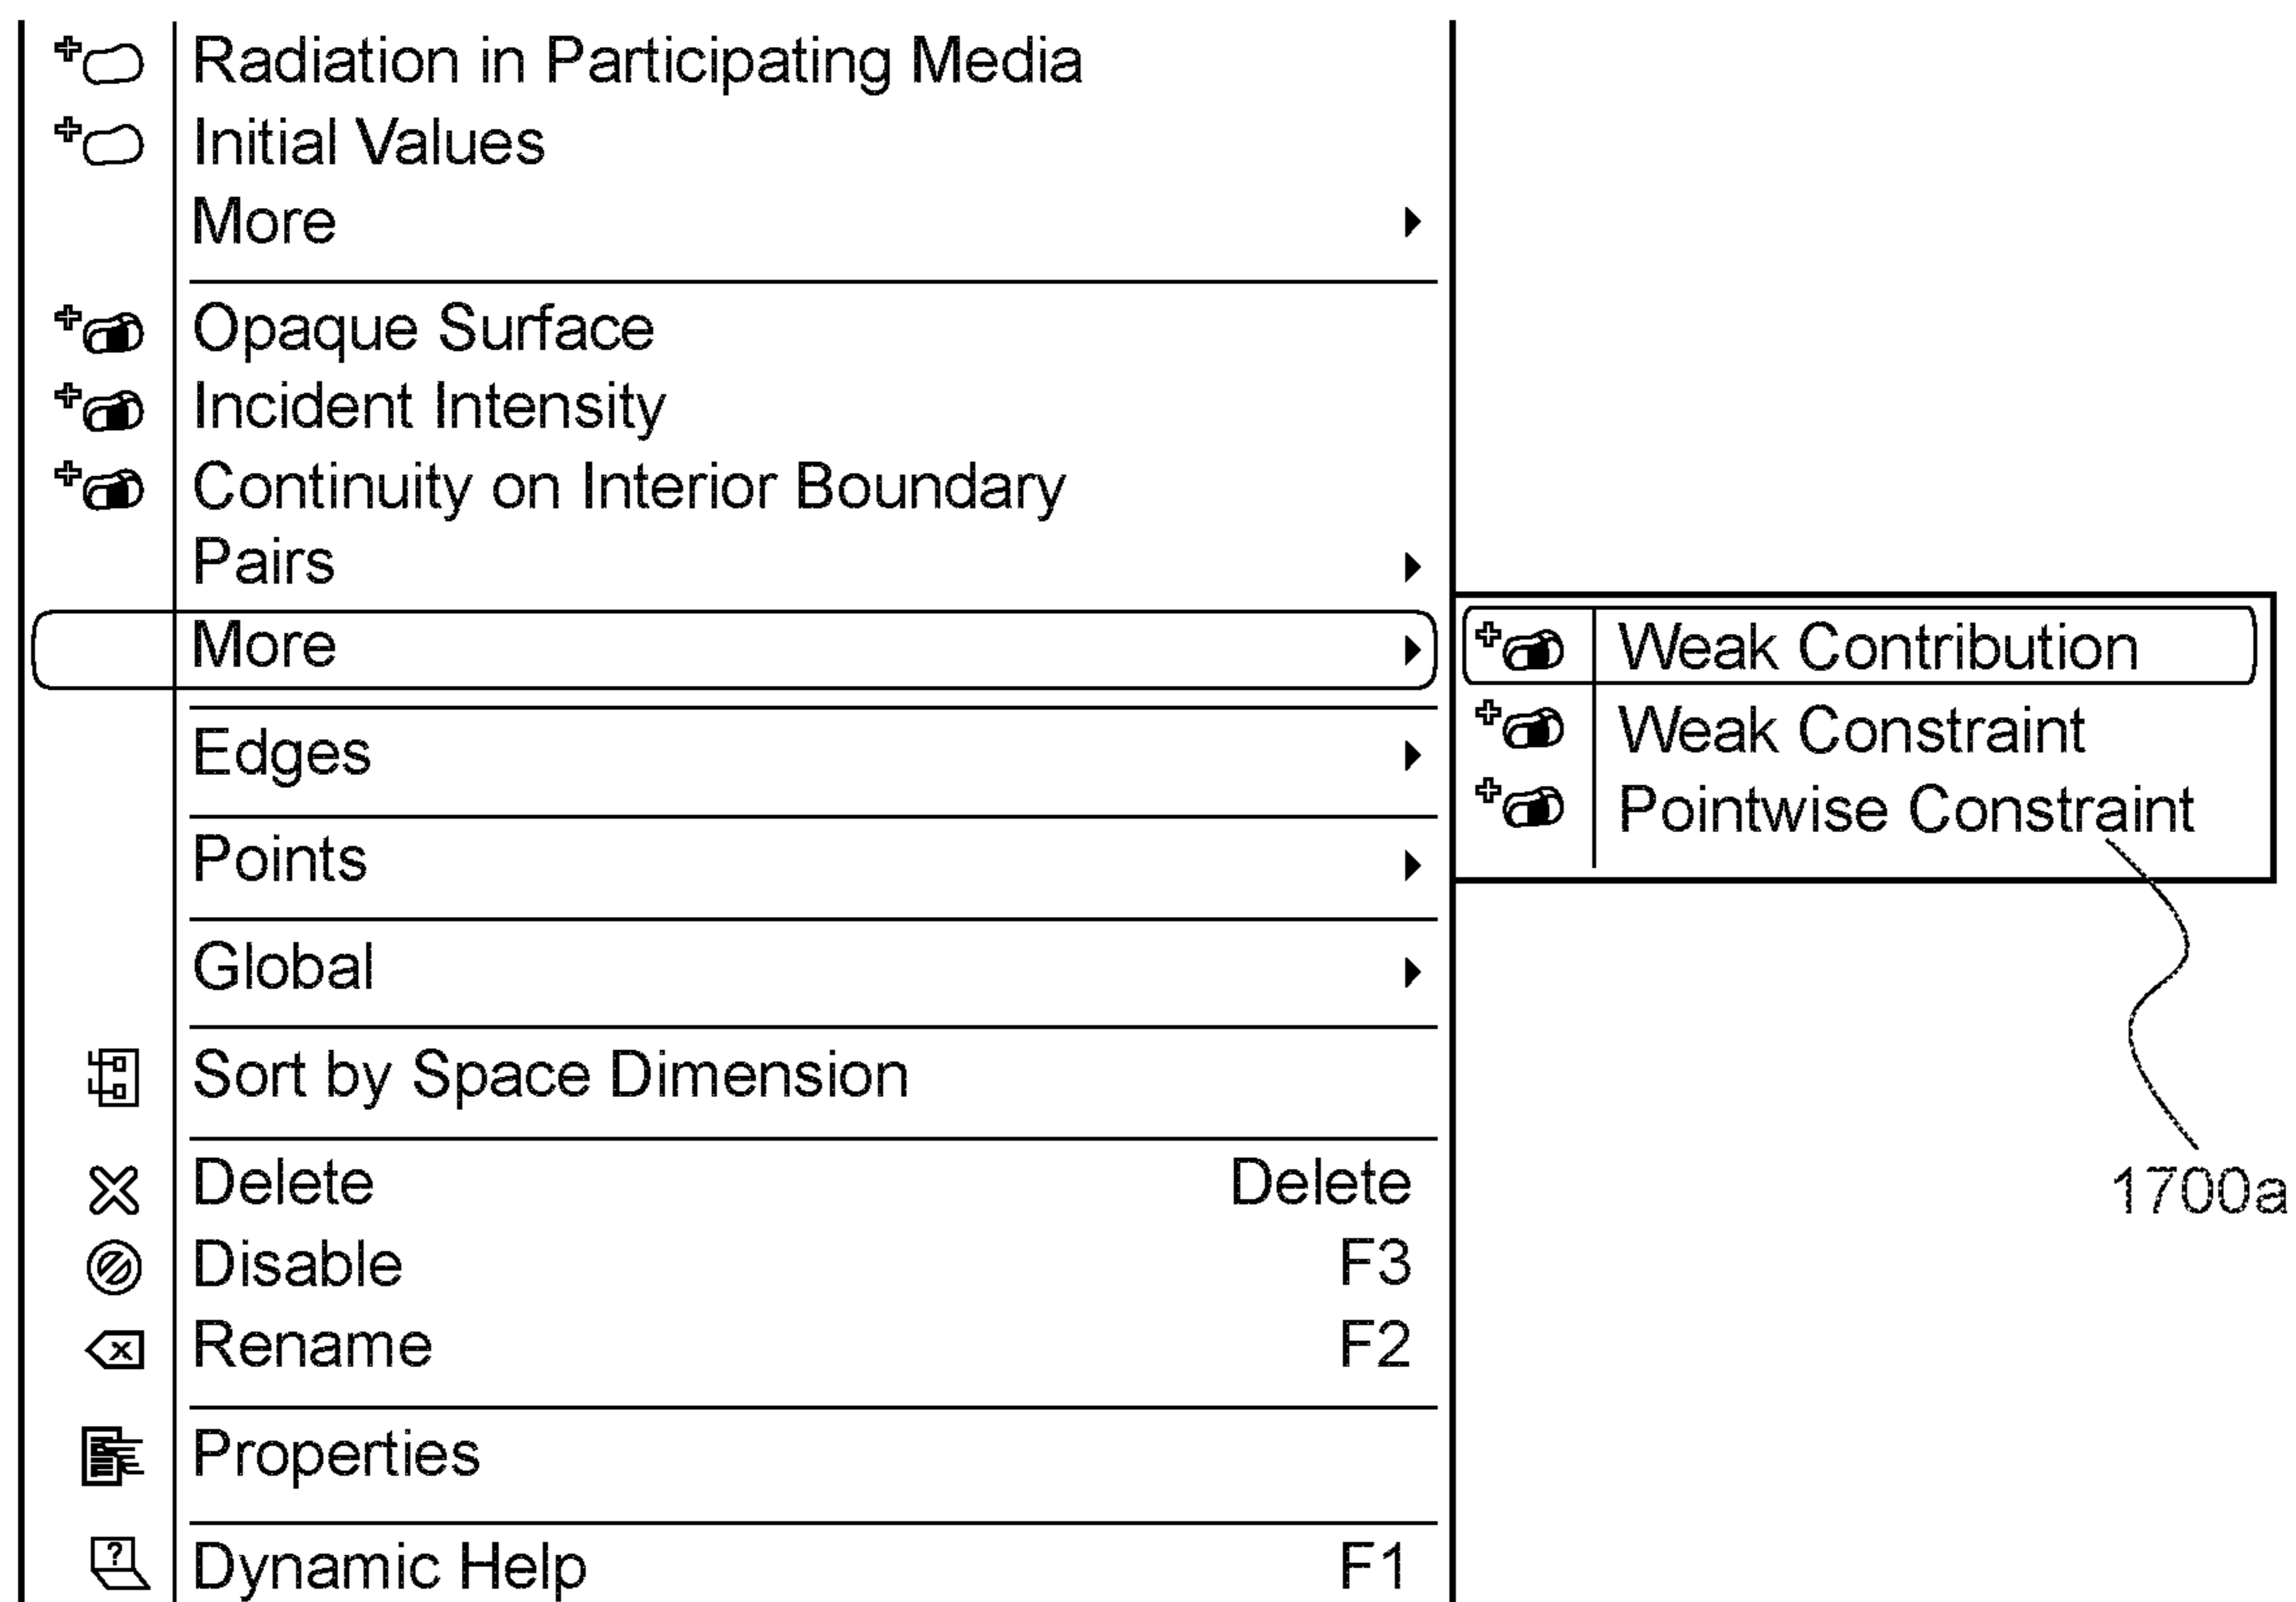 Radiation in Participating Media
Initial Values
More
Opaque Surface
Incident Intensity
Continuity on Interior Boundary
Pairs
More
Weak Contribution
Weak Constraint
Pointwise Constraint
Edges
Points
Global
Sort by Space Dimension
Delete Delete
1700a
Disable F3
Rename F2
Properties
Dynamic Help F1